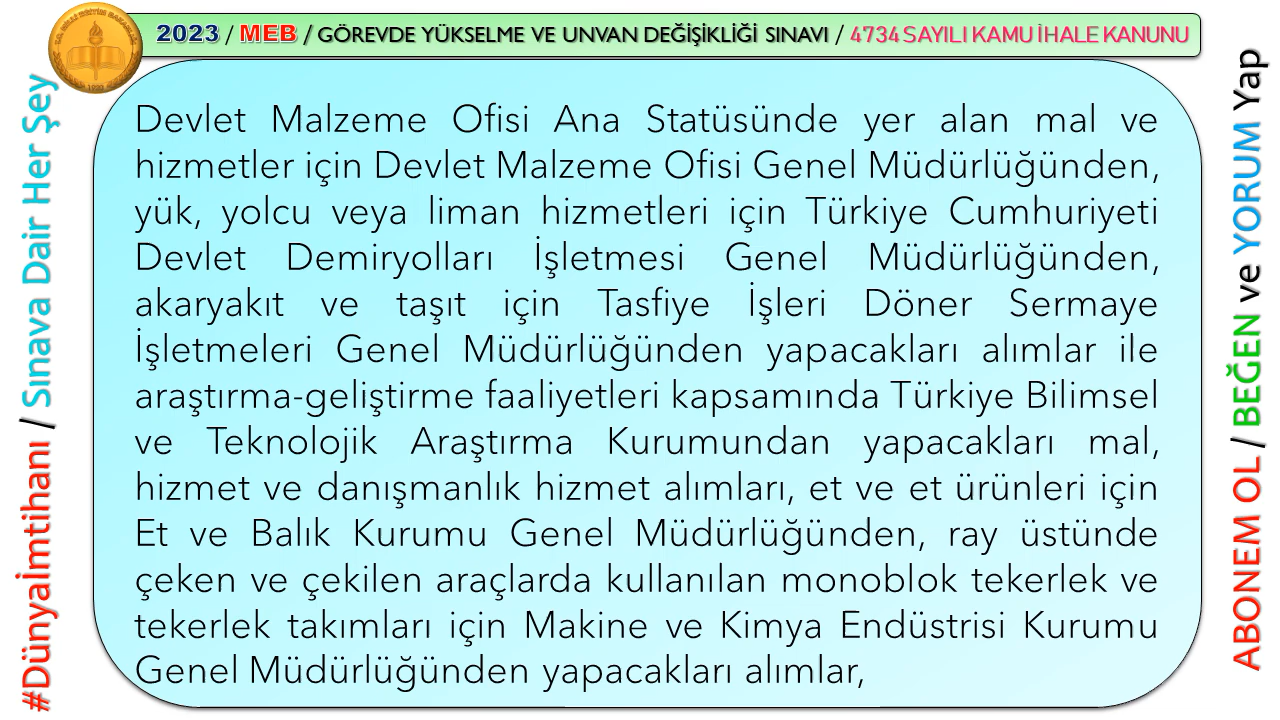 2023 / MEB / GÖREVDE YÜKSELME VE UNVAN DEĞİŞİKLİĞİ SINAVI / 4734 SAYILI KAMU İHALE KANUNU
#Dünyaİmtihanı / Sınava Dair Her Şey
Devlet Malzeme Ofisi Ana Statüsünde yer alan mal ve
hizmetler için Devlet Malzeme Ofisi Genel Müdürlüğünden,
yük, yolcu veya liman hizmetleri için Türkiye Cumhuriyeti
Devlet Demiryolları İşletmesi Genel Müdürlüğünden,
akaryakıt ve taşıt için Tasfiye İşleri Döner Sermaye
İşletmeleri Genel Müdürlüğünden yapacakları alımlar ile
araştırma-geliştirme faaliyetleri kapsamında Türkiye Bilimsel
ve Teknolojik Araştırma Kurumundan yapacakları mal,
hizmet ve danışmanlık hizmet alımları, et ve et ürünleri için
Et ve Balık Kurumu Genel Müdürlüğünden, ray üstünde
çeken ve çekilen araçlarda kullanılan monoblok tekerlek ve
tekerlek takımları için Makine ve Kimya Endüstrisi Kurumu
Genel Müdürlüğünden yapacakları alımlar,
ABONEM OL / BEĞEN ve YORUM Yap